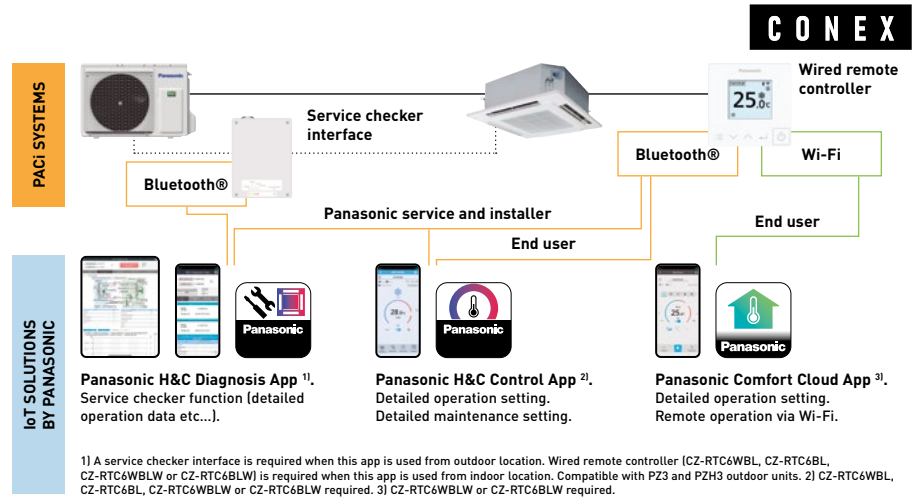 CONEX
PACi SYSTEMS
Panasonic
Service checker
interface
Panasonic
25.0c
Wired remote
controller
Bluetooth®
Bluetooth®
Wi-Fi
Panasonic service and installer
End user
End user
IoT SOLUTIONS
BY PANASONIC
Panasonic
28.0
Panasonic
25.0
Panasonic
Panasonic H&C Diagnosis App 1).
Service checker function (detailed
operation data etc...).
Panasonic H&C Control App 2).
Detailed operation setting.
Detailed maintenance setting.
Panasonic Comfort Cloud App 3).
Detailed operation setting.
Remote operation via Wi-Fi.
1) A service checker interface is required when this app is used from outdoor location. Wired remote controller (CZ-RTC6WBL, CZ-RTC6BL,
CZ-RTC6WBLW or CZ-RTC6BLW) is required when this app is used from indoor location. Compatible with PZ3 and PZH3 outdoor units. 2) CZ-RTC6WBL,
CZ-RTC6BL, CZ-RTC6WBLW or CZ-RTC6BLW required. 3) CZ-RTC6WBLW or CZ-RTC6BLW required.